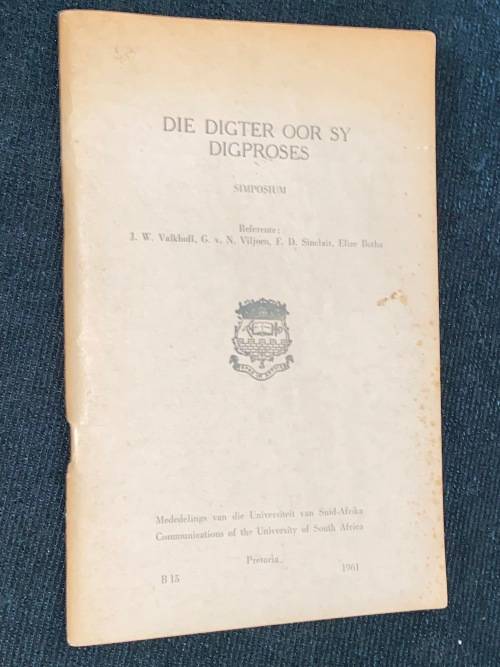 DIE DIGTER OOR SY
DIGPROSES
SIMPOSIUM
Referente:
J. W. Valkhoff, G. v. N. Viljoen, F. D. Sinclair, Elize Botha
Mededelings van die Universiteit van Suid-Afrika
Communications of the University of South Africa
Pretoria
B 15 1961